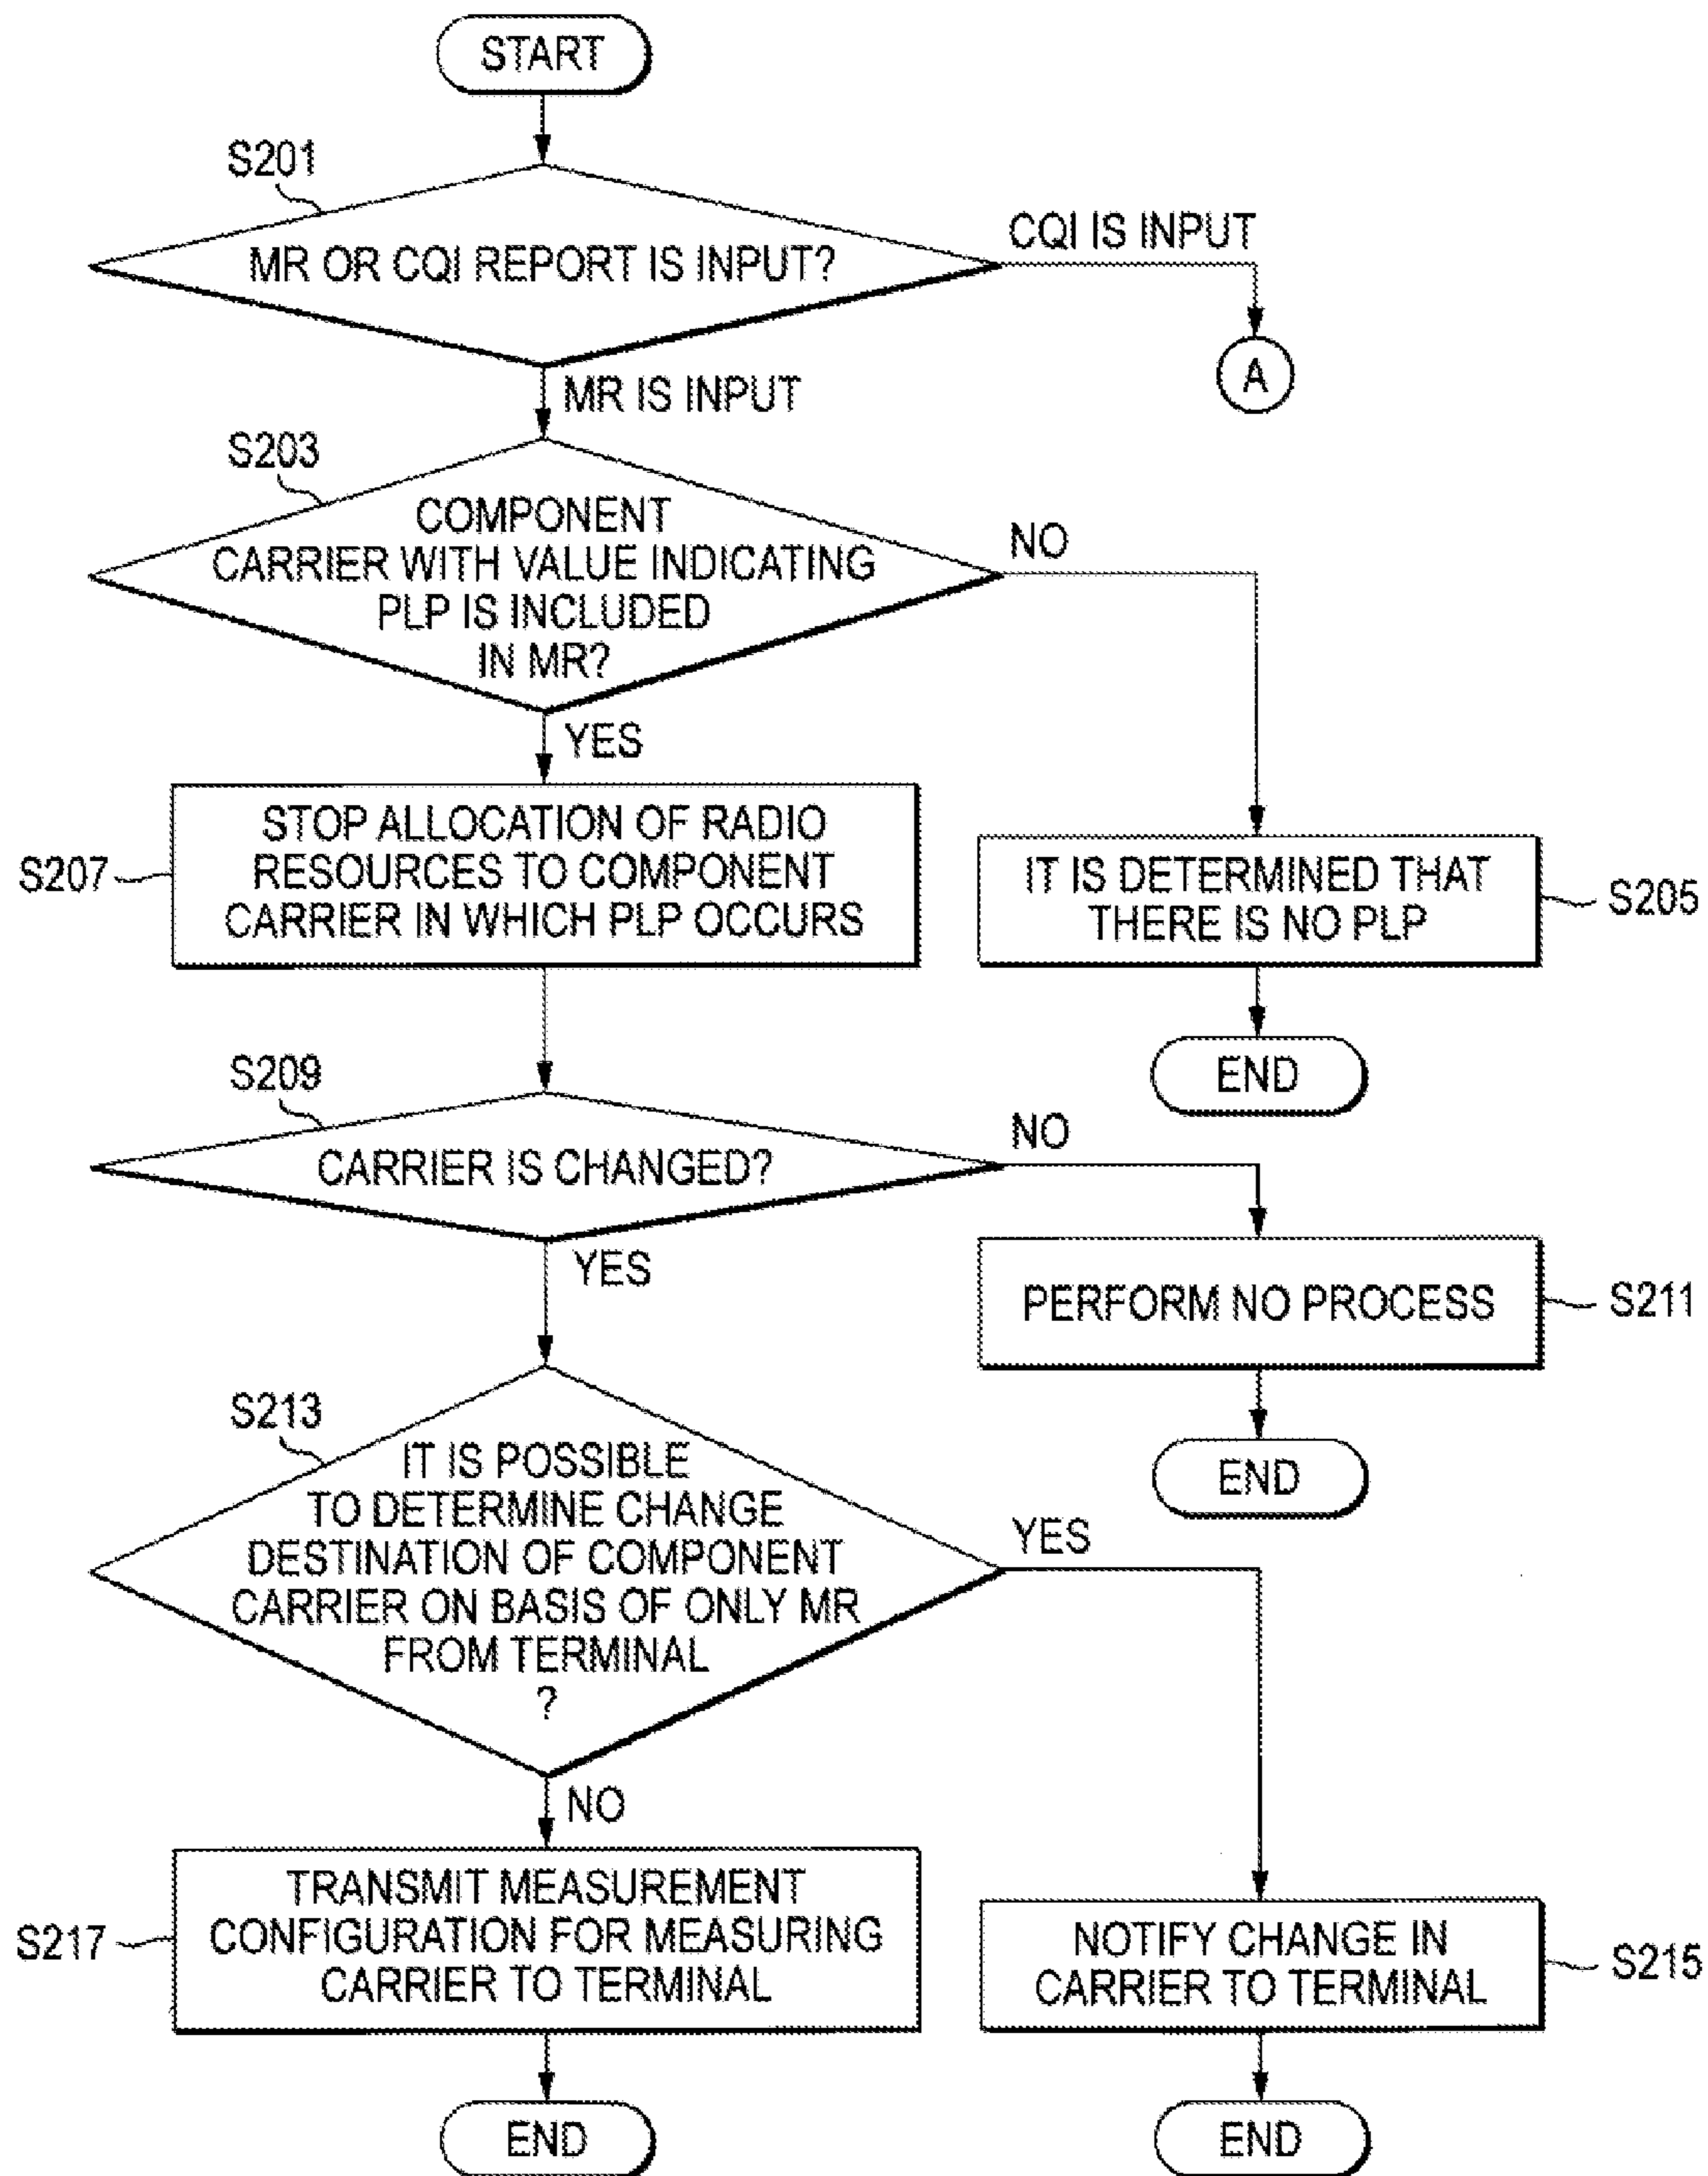 START
S201
MR OR CQI REPORT IS INPUT?
CQI IS INPUT
A
MR IS INPUT
S203
COMPONENT
CARRIER WITH VALUE INDICATING
PLP IS INCLUDED
IN MR?
NO
YES
S207
STOP ALLOCATION OF RADIO
RESOURCES TO COMPONENT
CARRIER IN WHICH PLP OCCURS
IT IS DETERMINED THAT
THERE IS NO PLP
S205
END
S209
CARRIER IS CHANGED?
NO
YES
PERFORM NO PROCESS
S211
END
S213
IT IS POSSIBLE
TO DETERMINE CHANGE
DESTINATION OF COMPONENT
CARRIER ON BASIS OF ONLY MR
FROM TERMINAL
?
YES
NO
S217
TRANSMIT MEASUREMENT
CONFIGURATION FOR MEASURING
CARRIER TO TERMINAL
NOTIFY CHANGE IN
CARRIER TO TERMINAL
S215
END
END